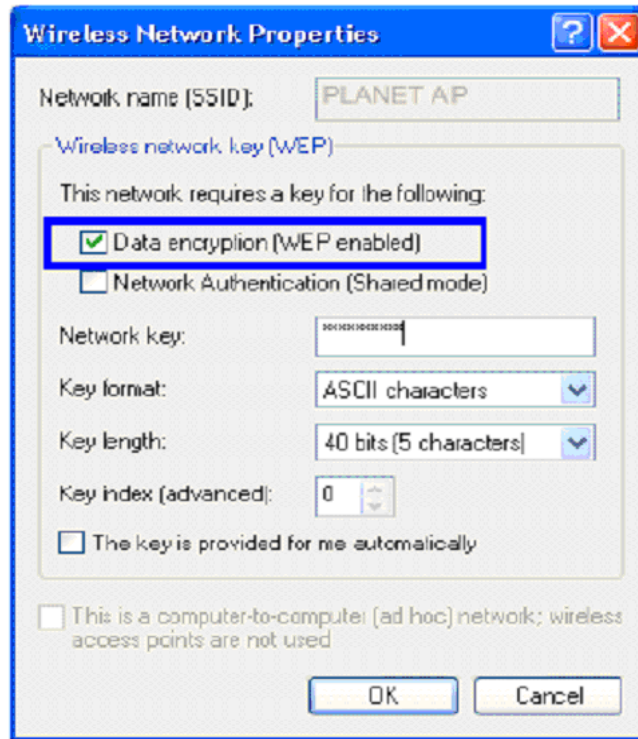 Wireless Network Properties
Network name (SSID): PLANET AP
Wireless network key (WEP)
This network requires a key for the following:
Data encryption (WEP enabled)
Network Authentication (Shared mode)
Network key: **********
Key format: ASCII characters
Key length: 40 bits (5 characters)
Key index (advanced): 0
The key is provided for me automatically
This is a computer-to-computer (ad hoc) network; wireless
access points are not used
OK Cancel